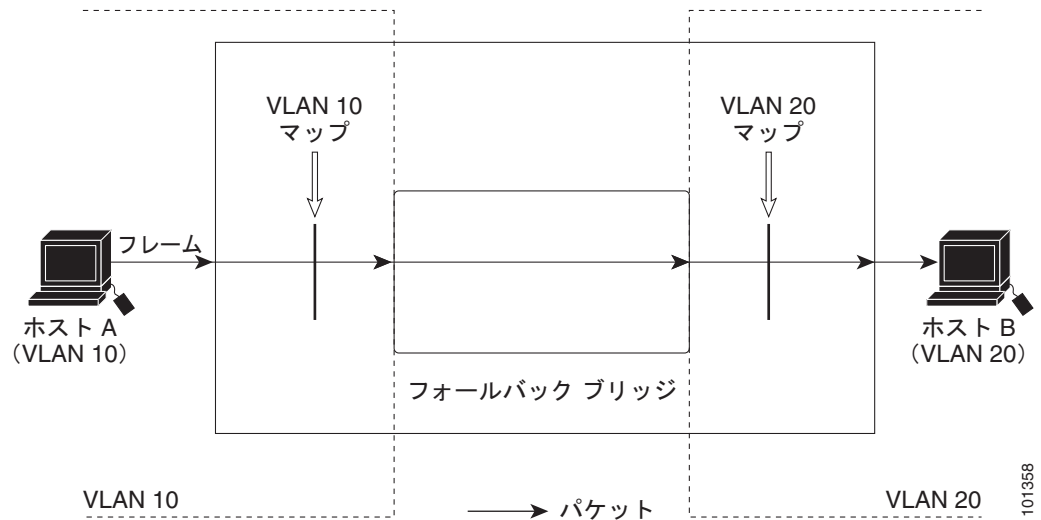 VLAN 10
マップ
VLAN 20
マップ
フレーム
ホスト A
(VLAN 10)
ホスト B
(VLAN 20)
フォールバック ブリッジ
VLAN 10
パケット
VLAN 20
101358